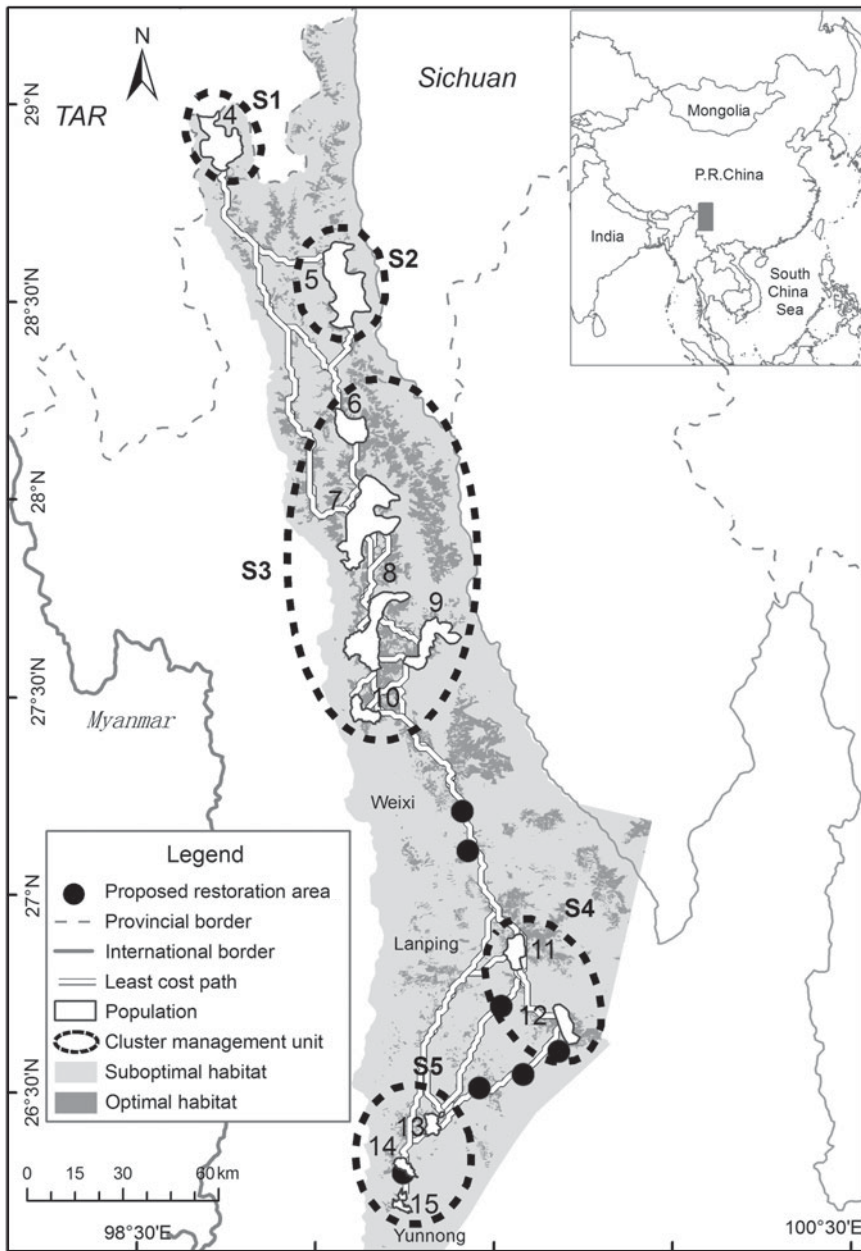 N
TAR
Sichuan
S1
4
29°N
Mongolia
P.R.China
India
South
China
Sea
S2
5
28°30'N
6
28°N
7
S3
8
9
10
27°30'N
Myanmar
Weixi
Legend
Proposed restoration area
Provincial border
International border
Least cost path
Population
Cluster management unit
Suboptimal habitat
Optimal habitat
27°N
Lanping
S4
11
12
S5
26°30'N
13
14
15
Yunnong
0 15 30 60 km
98°30'E
100°30'E